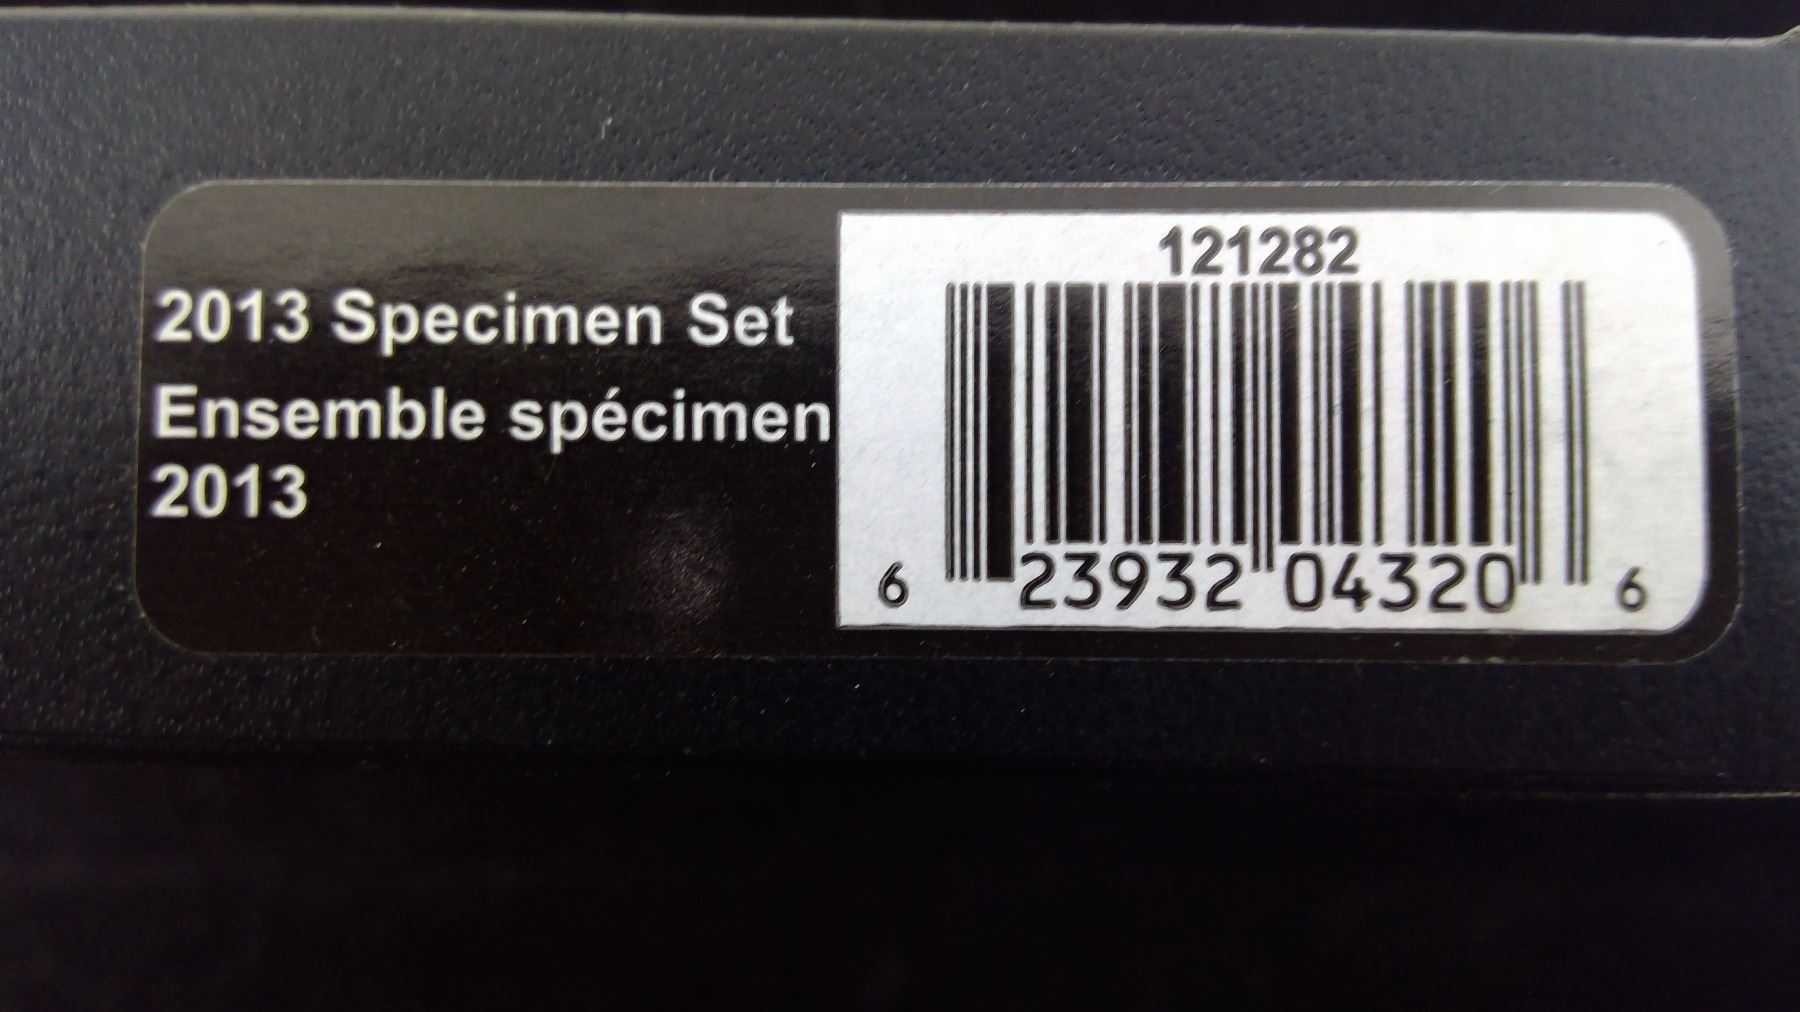 2013 Specimen Set
Ensemble spécimen
2013
121282
6 23932 04320 6